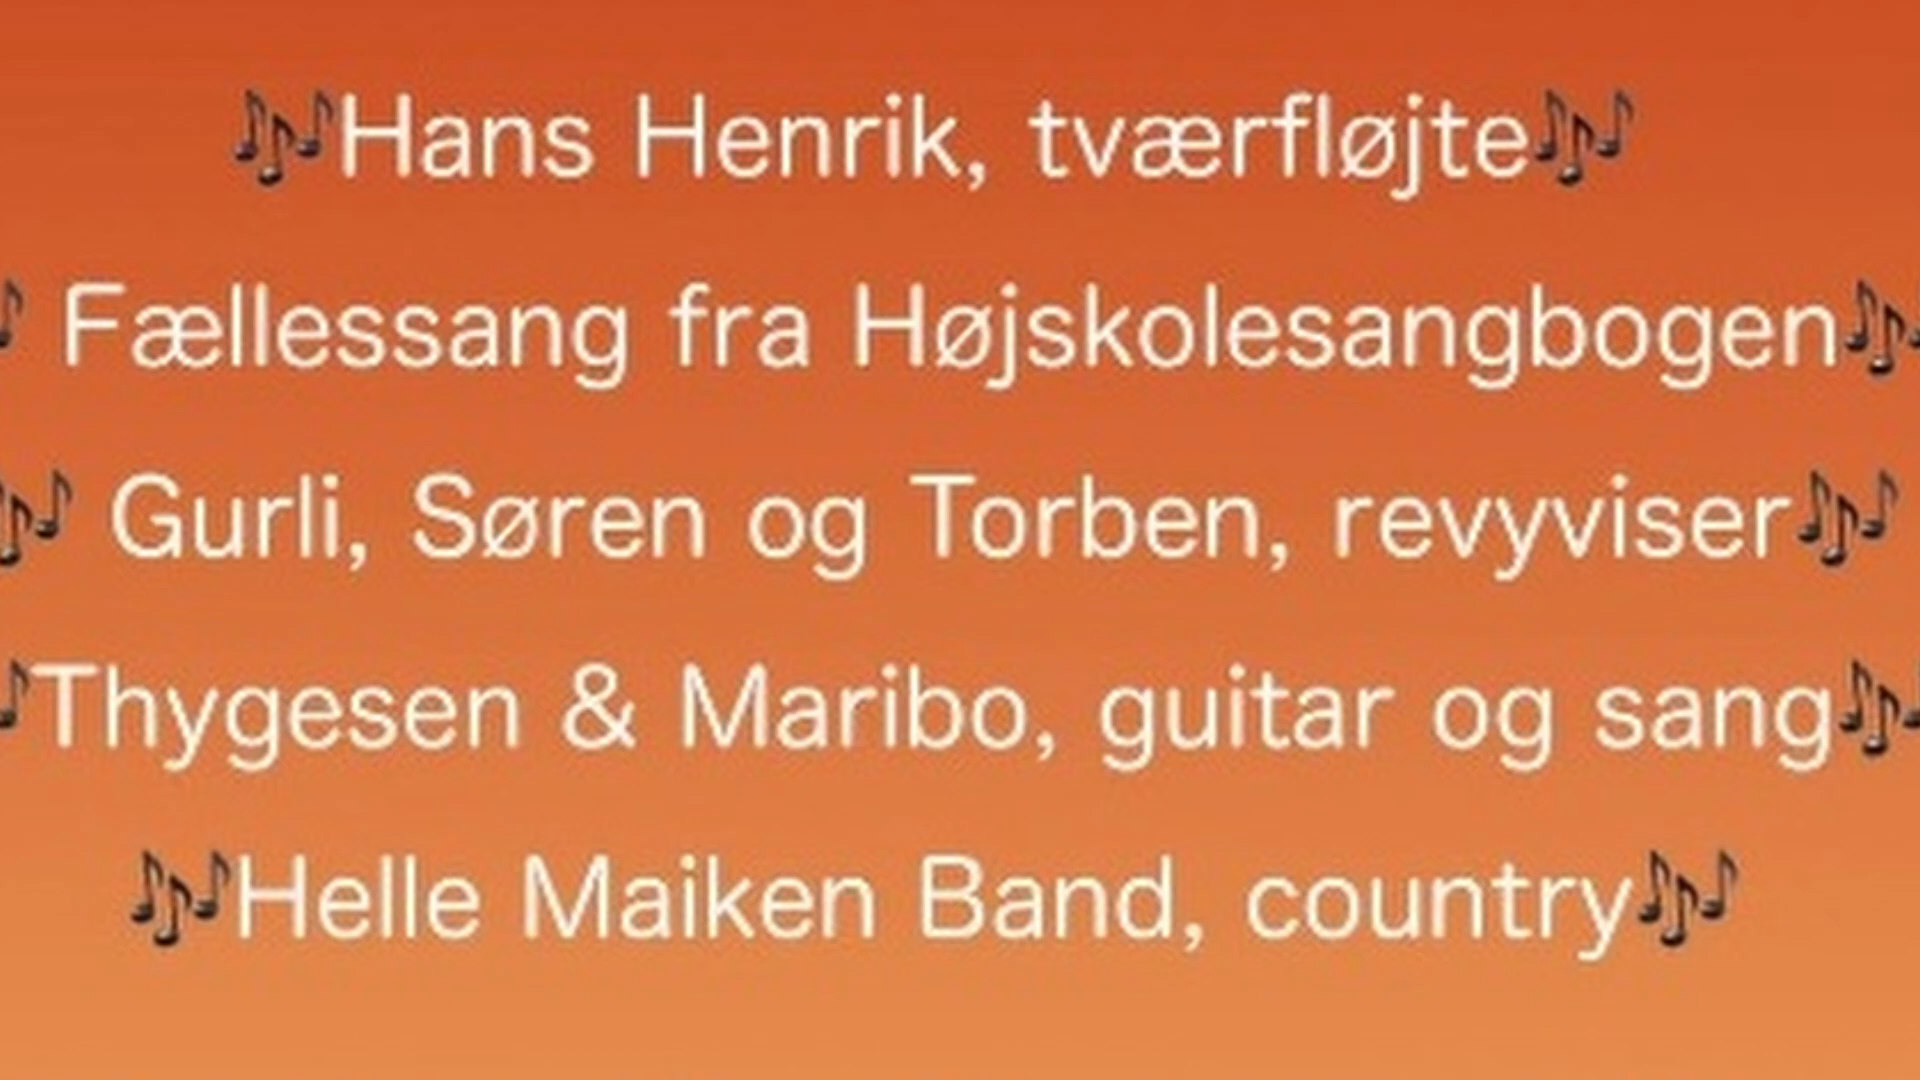 🎶Hans Henrik, tværfløjte🎶
🎶 Fællessang fra Højskolesangbogen🎶
🎶 Gurli, Søren og Torben, revyviser🎶
🎶Thygesen & Maribo, guitar og sang🎶
🎶Helle Maiken Band, country🎶